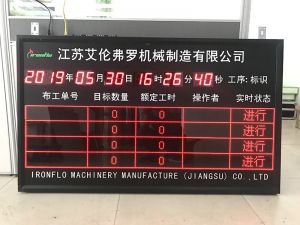 ironflo
江苏艾伦弗罗机械制造有限公司
2019年05月30日16时26分40秒 工序:标识
布工单号 目标数量 额定工时 操作者 实时状态
0 0 进行
0 0 进行
0 0 进行
0 0 进行
IRONFLO MACHINERY MANUFACTURE (JIANGSU) CO.,LTD